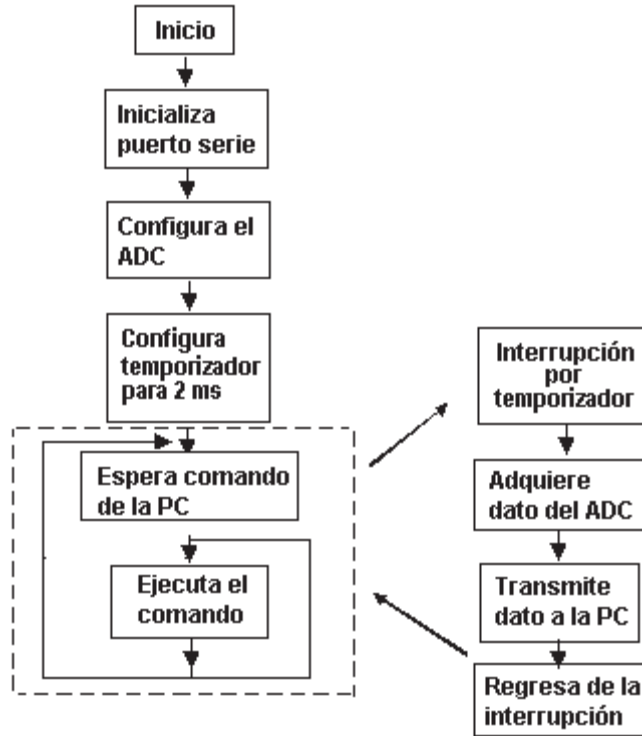 Inicio
Inicializa
puerto serie
Configura el
ADC
Configura
temporizador
para 2 ms
Espera comando
de la PC
Ejecuta el
comando
Interrupción
por
temporizador
Adquiere
dato del ADC
Transmite
dato a la PC
Regresa de la
interrupción